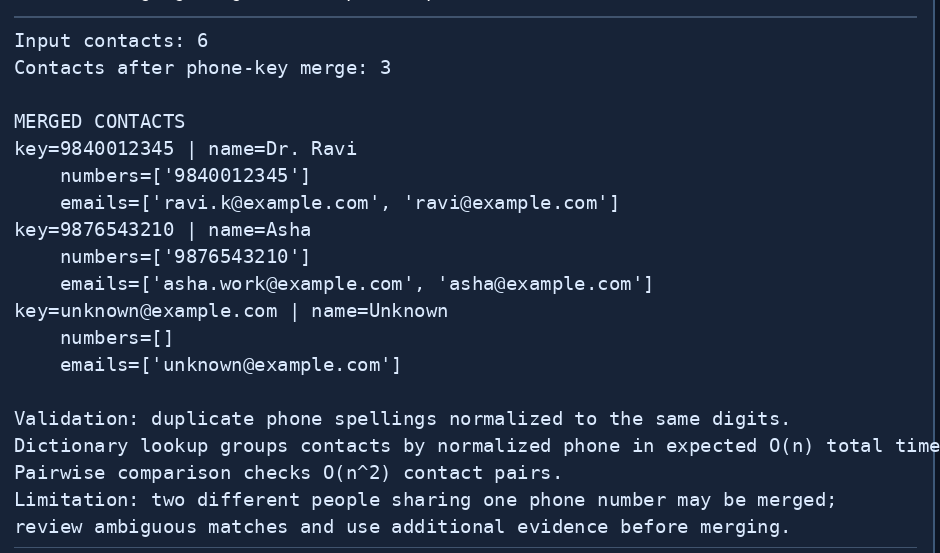 Input contacts: 6
Contacts after phone-key merge: 3
MERGED CONTACTS
key=9840012345 | name=Dr. Ravi
numbers=['9840012345']
emails=['ravi.k@example.com', 'ravi@example.com']
key=9876543210 | name=Asha
numbers=['9876543210']
emails=['asha.work@example.com', 'asha@example.com']
key=unknown@example.com | name=Unknown
numbers=[]
emails=['unknown@example.com']
Validation: duplicate phone spellings normalized to the same digits.
Dictionary lookup groups contacts by normalized phone in expected O(n) total time
Pairwise comparison checks O(n^2) contact pairs.
Limitation: two different people sharing one phone number may be merged;
review ambiguous matches and use additional evidence before merging.